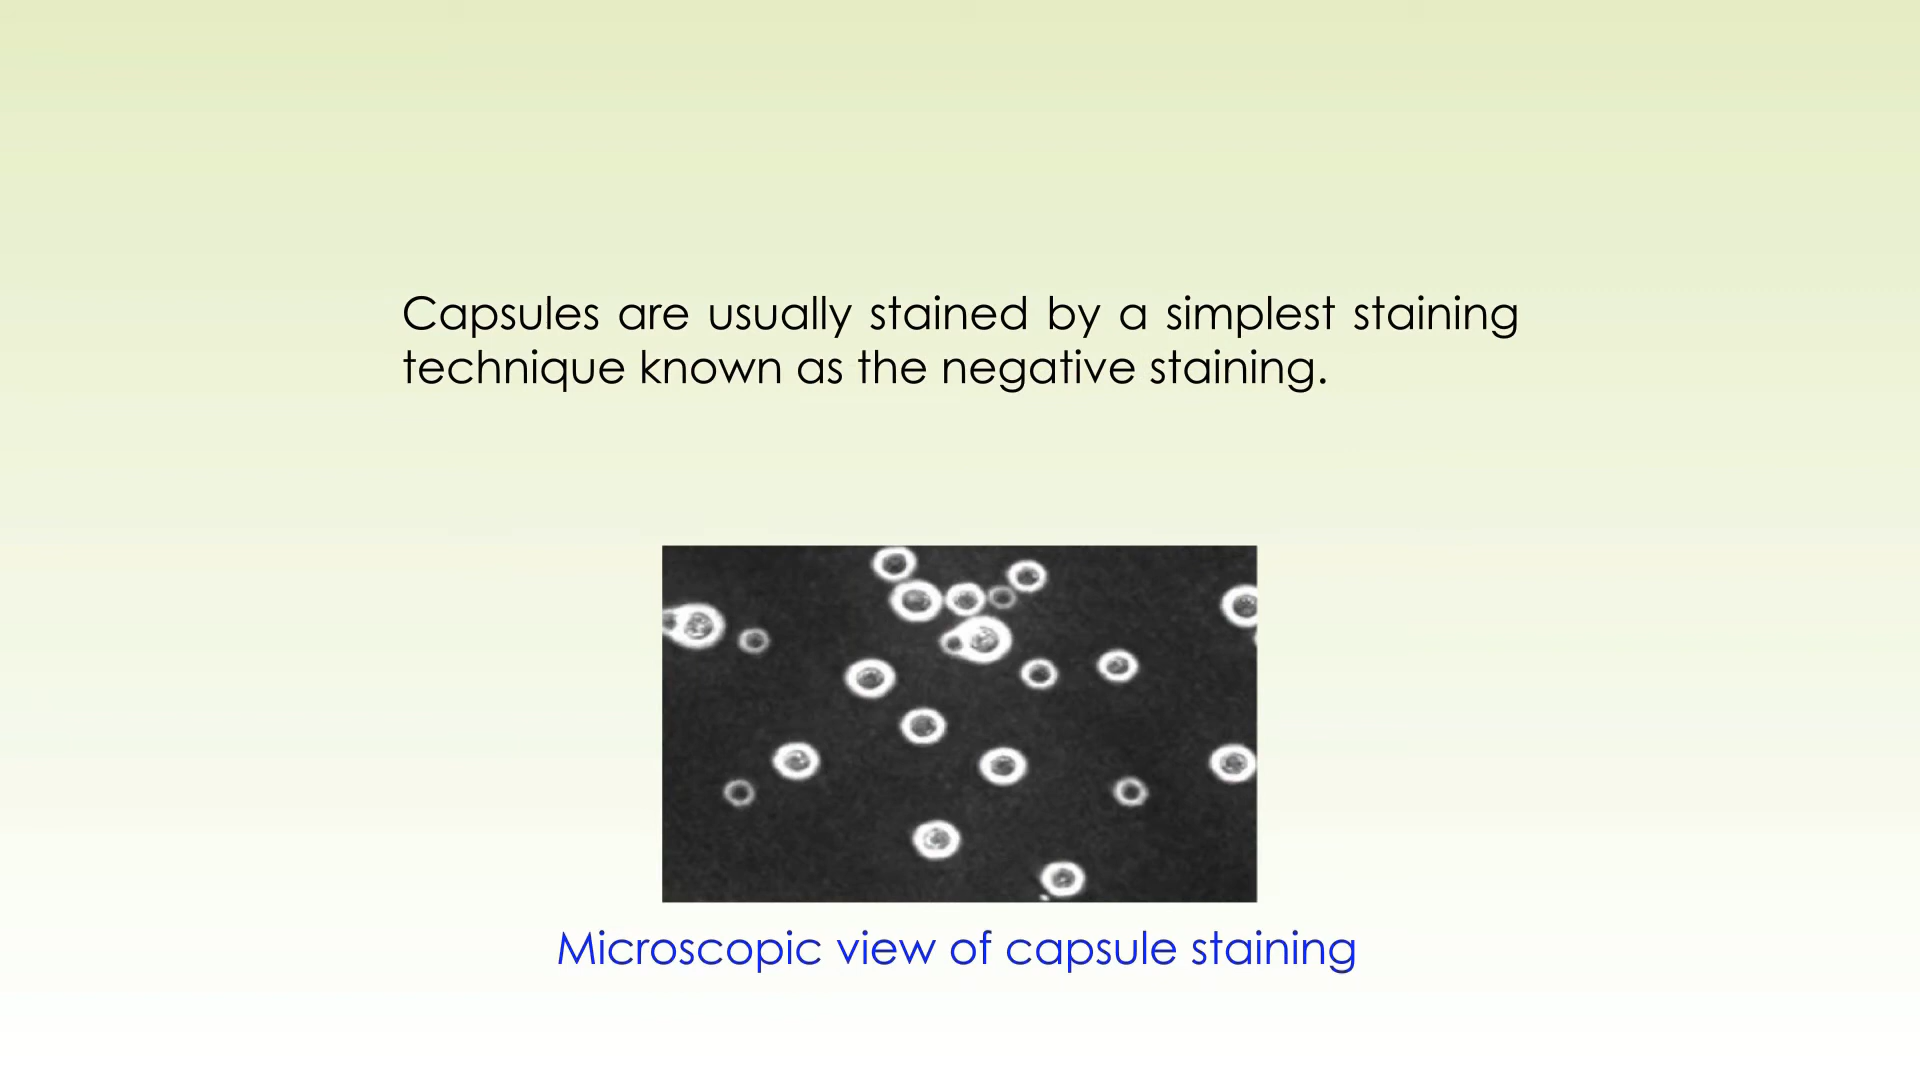 Capsules are usually stained by a simplest staining
technique known as the negative staining.
Microscopic view of capsule staining